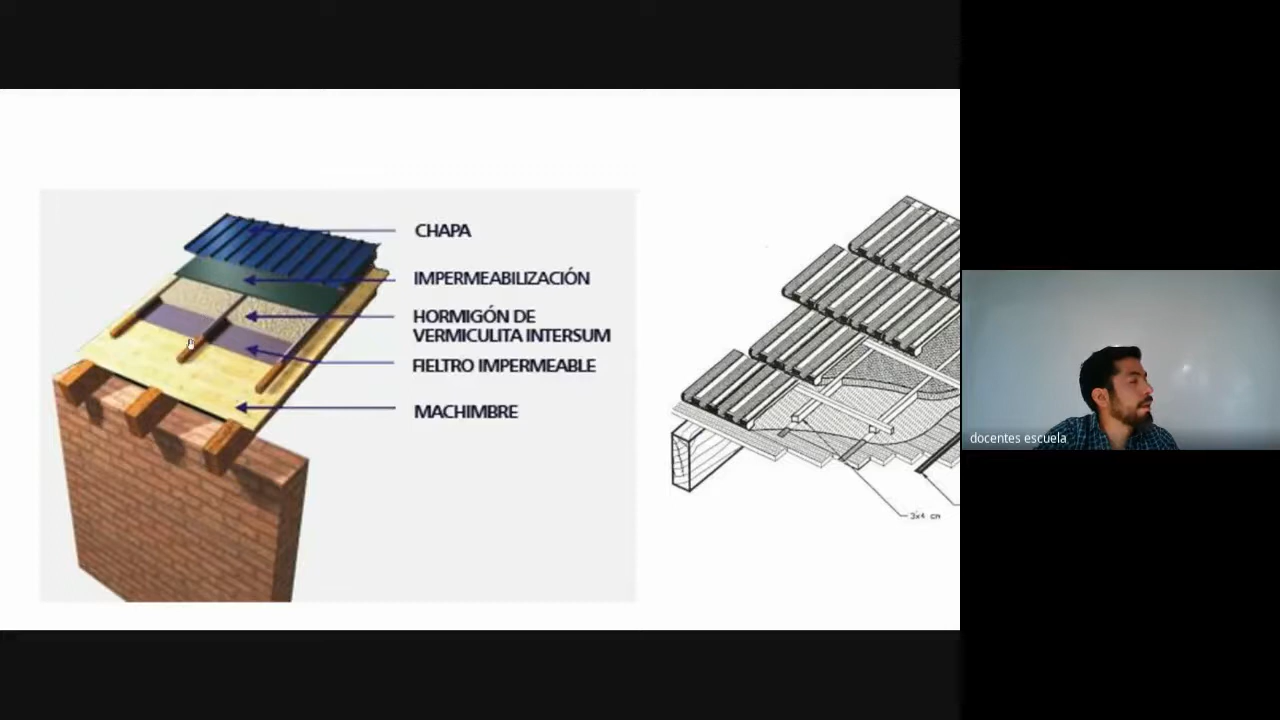 CHAPA
IMPERMEABILIZACIÓN
HORMIGÓN DE
VERMICULITA INTERSUM
FIELTRO IMPERMEABLE
MACHIMBRE
3x4 cm
docentes escuela